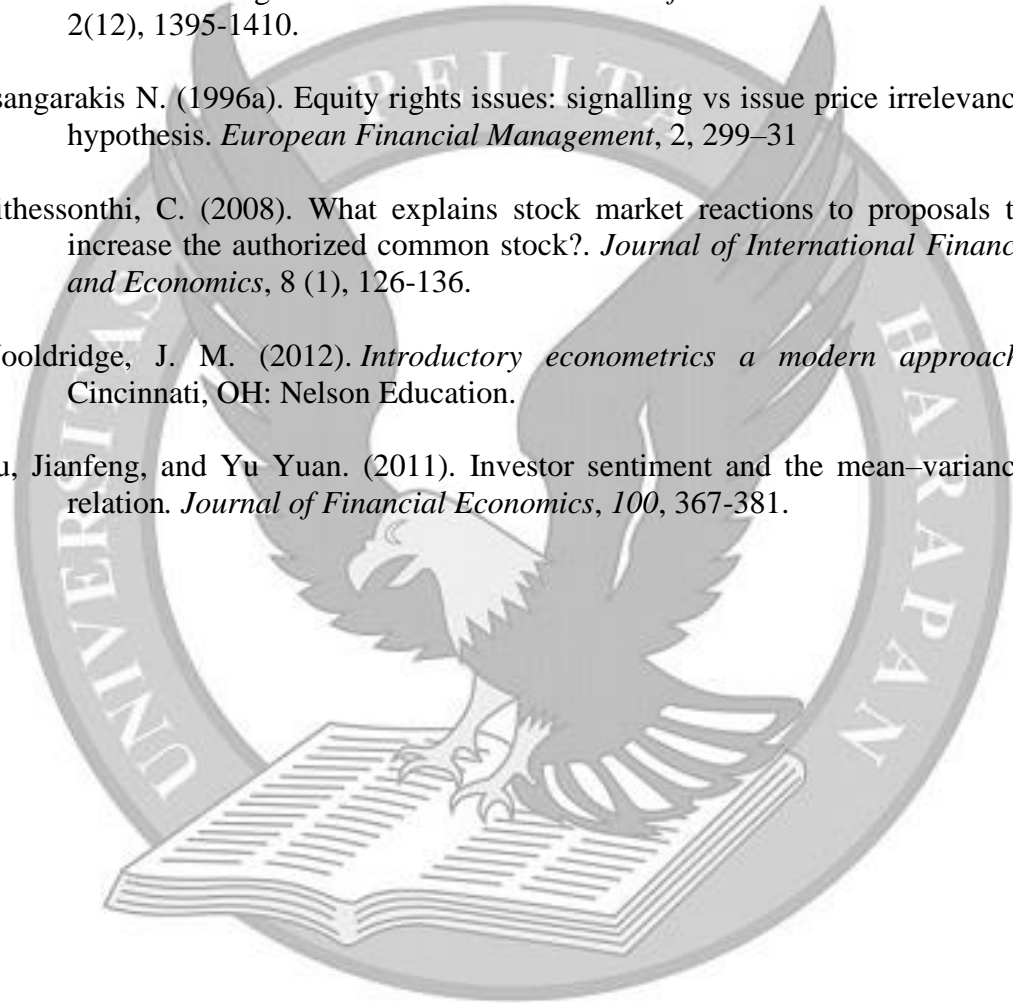 2(12), 1395-1410.
sangarakis N. (1996a). Equity rights issues: signalling vs issue price irrelevanc
hypothesis. European Financial Management, 2, 299–31
ithessonthi, C. (2008). What explains stock market reactions to proposals t
increase the authorized common stock?. Journal of International Financ
and Economics, 8 (1), 126-136.
ooldridge, J. M. (2012). Introductory econometrics a modern approach
Cincinnati, OH: Nelson Education.
u, Jianfeng, and Yu Yuan. (2011). Investor sentiment and the mean–varianc
relation. Journal of Financial Economics, 100, 367-381.
UNIVERSITAS PELITA HARAPAN